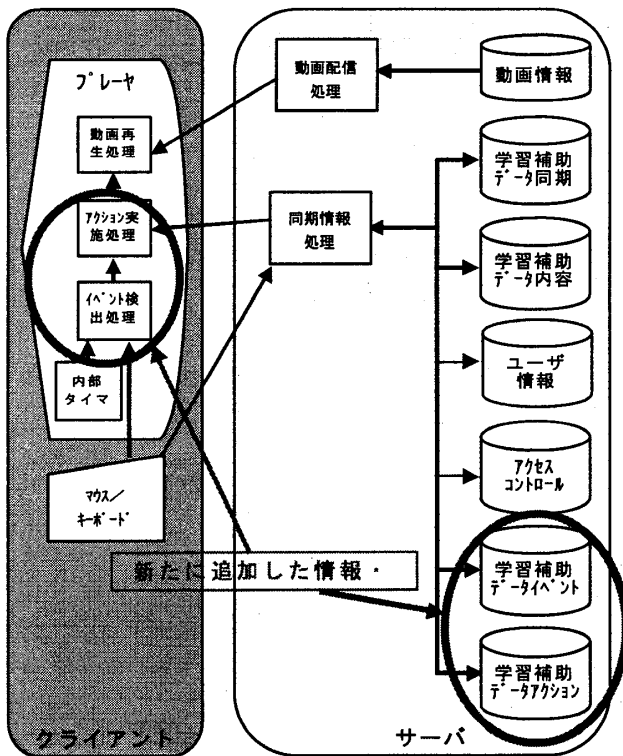 プレーヤ
動画再
生処理
アクション実
施処理
イベント検
出処理
内部
タイマ
マウス／
キーボード
クライアント
動画配信
処理
同期情報
処理
動画情報
学習補助
データ同期
学習補助
データ内容
ユーザ
情報
アクセス
コントロール
学習補助
データイベント
学習補助
データアクション
新たに追加した情報・
サーバ